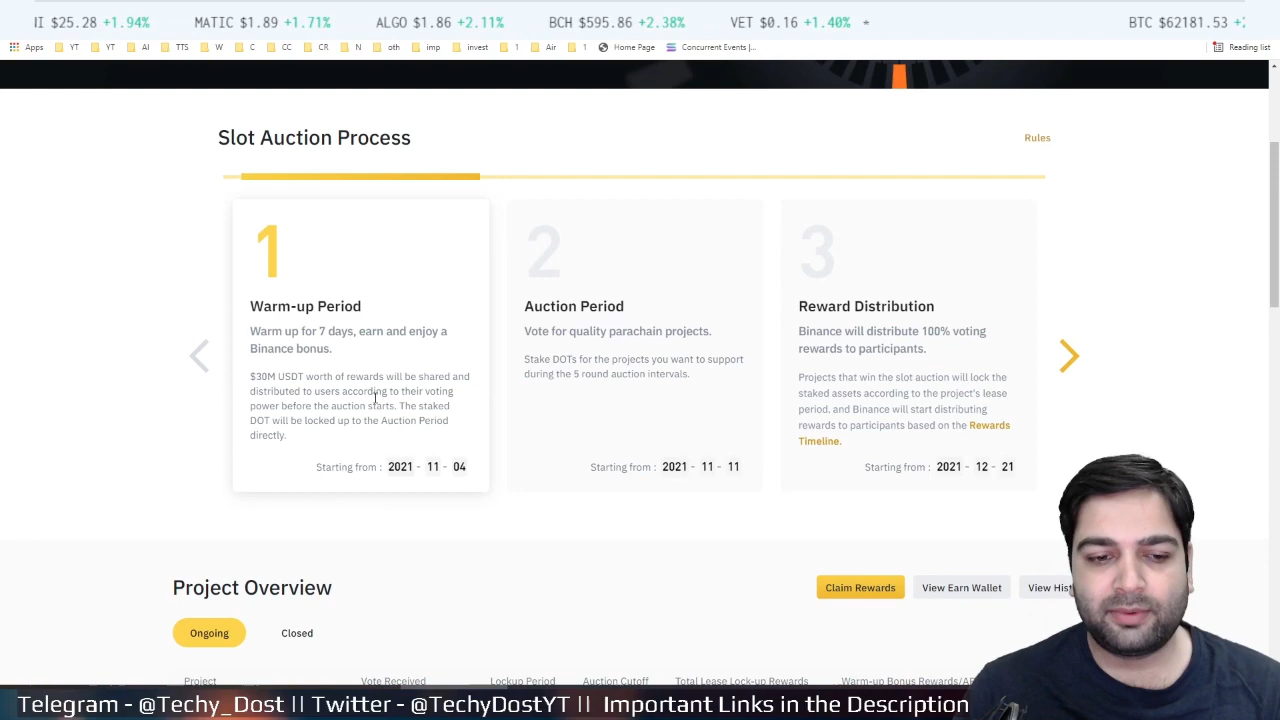 I $25.28 +1.94% MATIC $1.89 +1.71% ALGO $1.86 +2.11% BCH $595.86 +2.38% VET $0.16 +1.40% * BTC $62181.53
Apps YT YT AI TTS W C CC CR N oth imp invest 1 Air 1 Home Page Concurrent Events |... Reading list
Slot Auction Process
Rules
1
Warm-up Period
Warm up for 7 days, earn and enjoy a
Binance bonus.
$30M USDT worth of rewards will be shared and
distributed to users according to their voting
power before the auction starts. The staked
DOT will be locked up to the Auction Period
directly.
Starting from : 2021 - 11 - 04
2
Auction Period
Vote for quality parachain projects.
Stake DOTs for the projects you want to support
during the 5 round auction intervals.
Starting from : 2021 - 11 - 11
3
Reward Distribution
Binance will distribute 100% voting
rewards to participants.
Projects that win the slot auction will lock the
staked assets according to the project's lease
period, and Binance will start distributing
rewards to participants based on the Rewards
Timeline.
Starting from : 2021 - 12 - 21
Project Overview
Claim Rewards View Earn Wallet View Hist
Ongoing Closed
Project Vote Received Lockup Period Auction Cutoff Total Lease Lock-up Rewards Warm-up Bonus Rewards/
Telegram - @Techy_Dost || Twitter - @TechyDostYT || Important Links in the Description